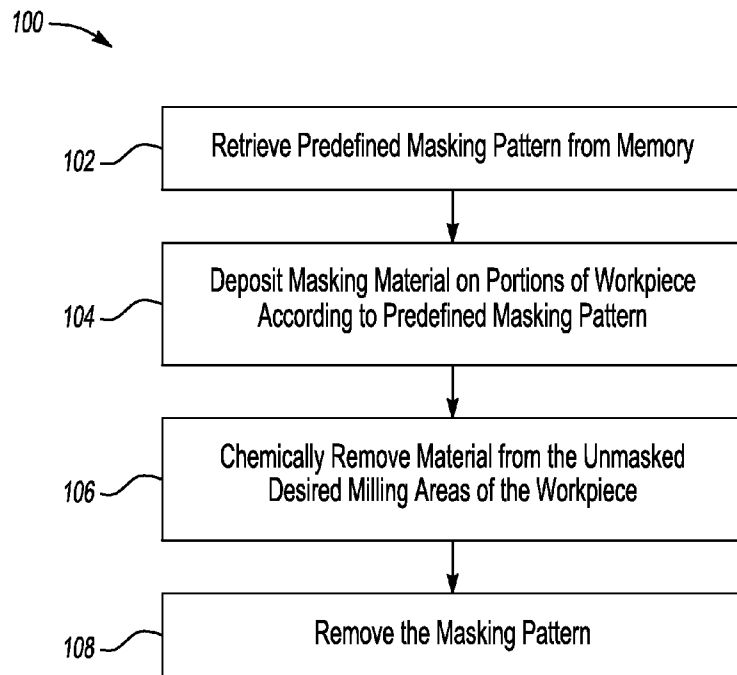 100
102
Retrieve Predefined Masking Pattern from Memory
104
Deposit Masking Material on Portions of Workpiece
According to Predefined Masking Pattern
106
Chemically Remove Material from the Unmasked
Desired Milling Areas of the Workpiece
108
Remove the Masking Pattern